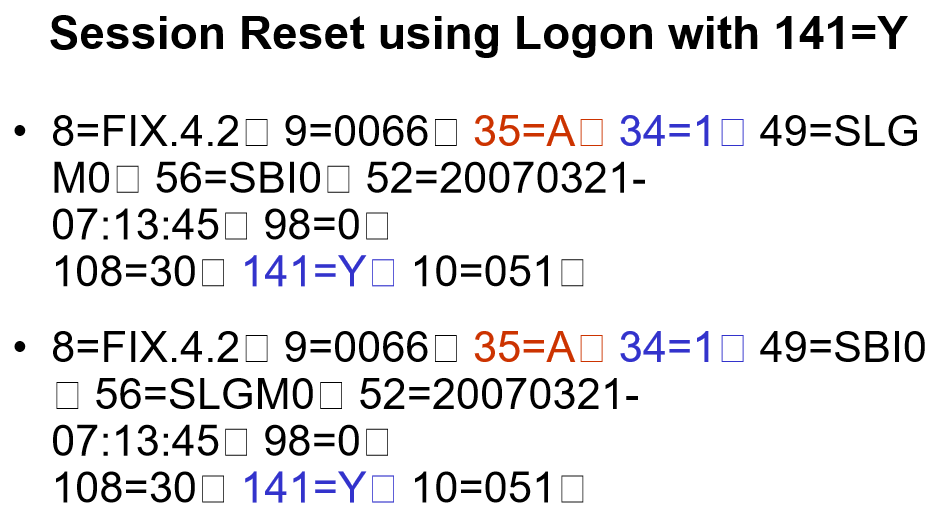 Session Reset using Logon with 141=Y
• 8=FIX.4.2□ 9=0066□ 35=A□ 34=1□ 49=SLG
M0□ 56=SBI0□ 52=20070321-
07:13:45□ 98=0□
108=30□ 141=Y□ 10=051□
• 8=FIX.4.2□ 9=0066□ 35=A□ 34=1□ 49=SBI0
□ 56=SLGM0□ 52=20070321-
07:13:45□ 98=0□
108=30□ 141=Y□ 10=051□